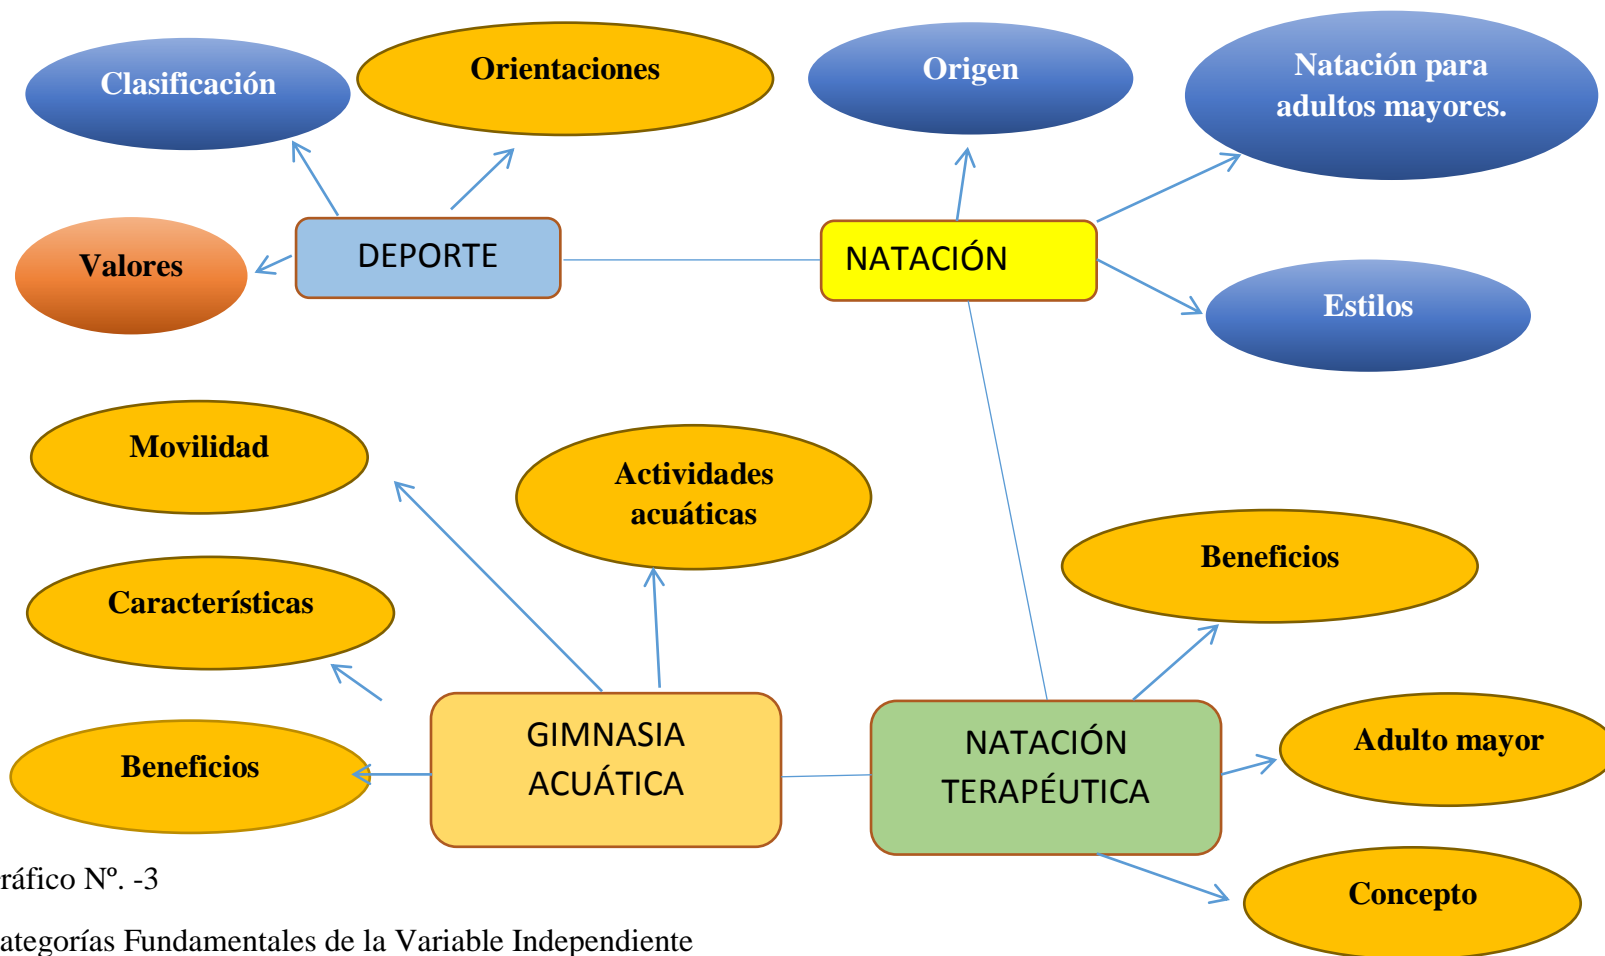 Clasificación
Orientaciones
Origen
Natación para
adultos mayores.
Valores
DEPORTE
NATACIÓN
Estilos
Movilidad
Actividades
acuáticas
Beneficios
Características
GIMNASIA
ACUÁTICA
Beneficios
NATACIÓN
TERAPÉUTICA
Adulto mayor
Concepto
ráfico Nº. -3
ategorías Fundamentales de la Variable Independiente